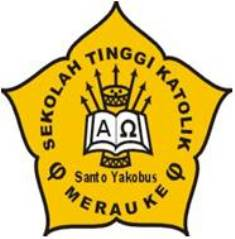 SEKOLAH TINGGI KATOLIK
Α Ω
Santo Yakobus
MERAUKE